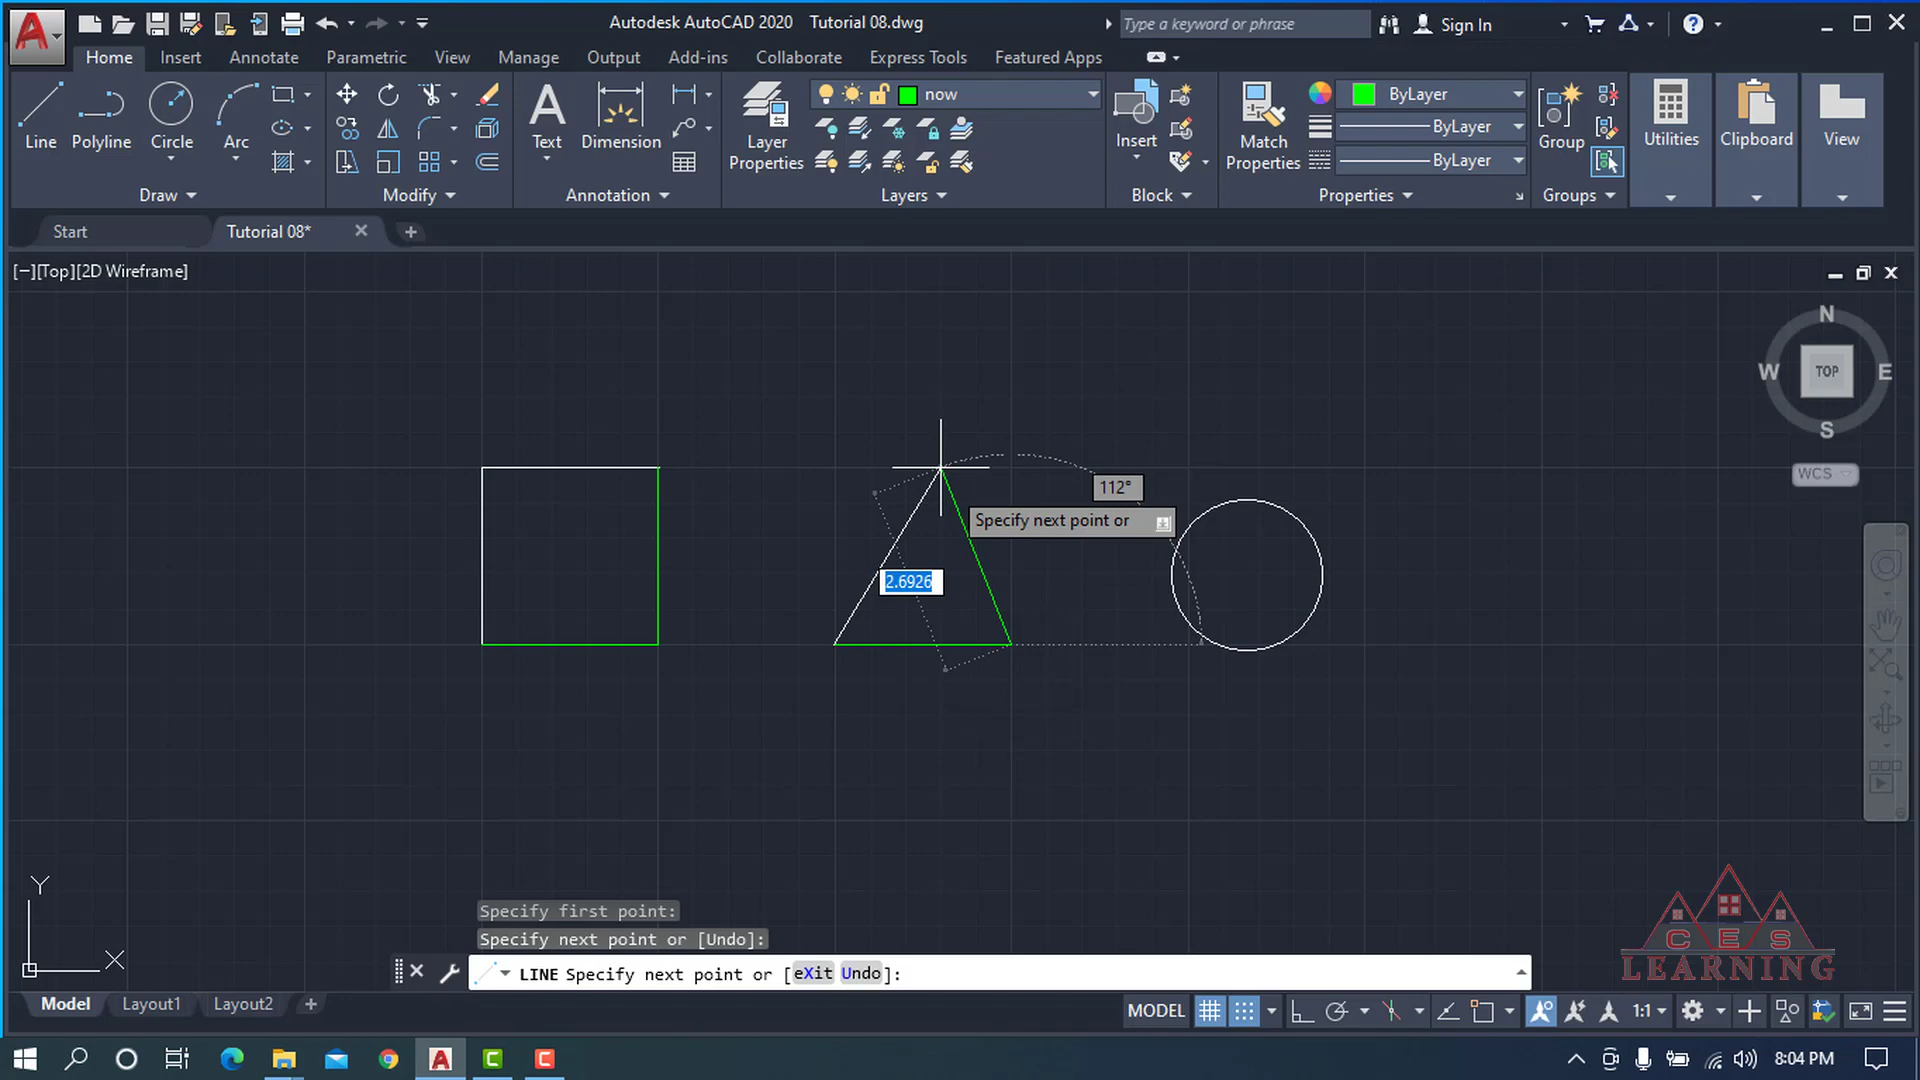 Autodesk AutoCAD 2020 Tutorial 08.dwg
Type a keyword or phrase
Sign In
Home Insert Annotate Parametric View Manage Output Add-ins Collaborate Express Tools Featured Apps
now
ByLayer
ByLayer
ByLayer
Line Polyline Circle Arc
Text Dimension
Layer
Properties
Insert
Match
Properties
Group
Utilities
Clipboard
View
Draw Modify Annotation Layers Block Properties Groups
Start Tutorial 08*
[−][Top][2D Wireframe]
N
W TOP E
S
WCS
112°
Specify next point or
2.6926
Y
X
Specify first point:
Specify next point or [Undo]:
LINE Specify next point or [eXit Undo]:
CES
LEARNING
Model Layout1 Layout2
MODEL
1:1
8:04 PM